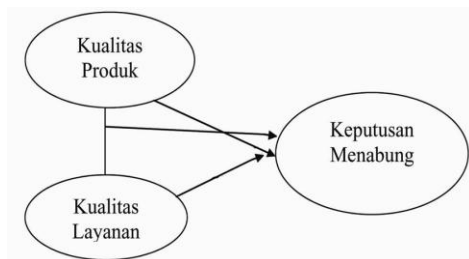 Kualitas
Produk
Keputusan
Menabung
Kualitas
Layanan